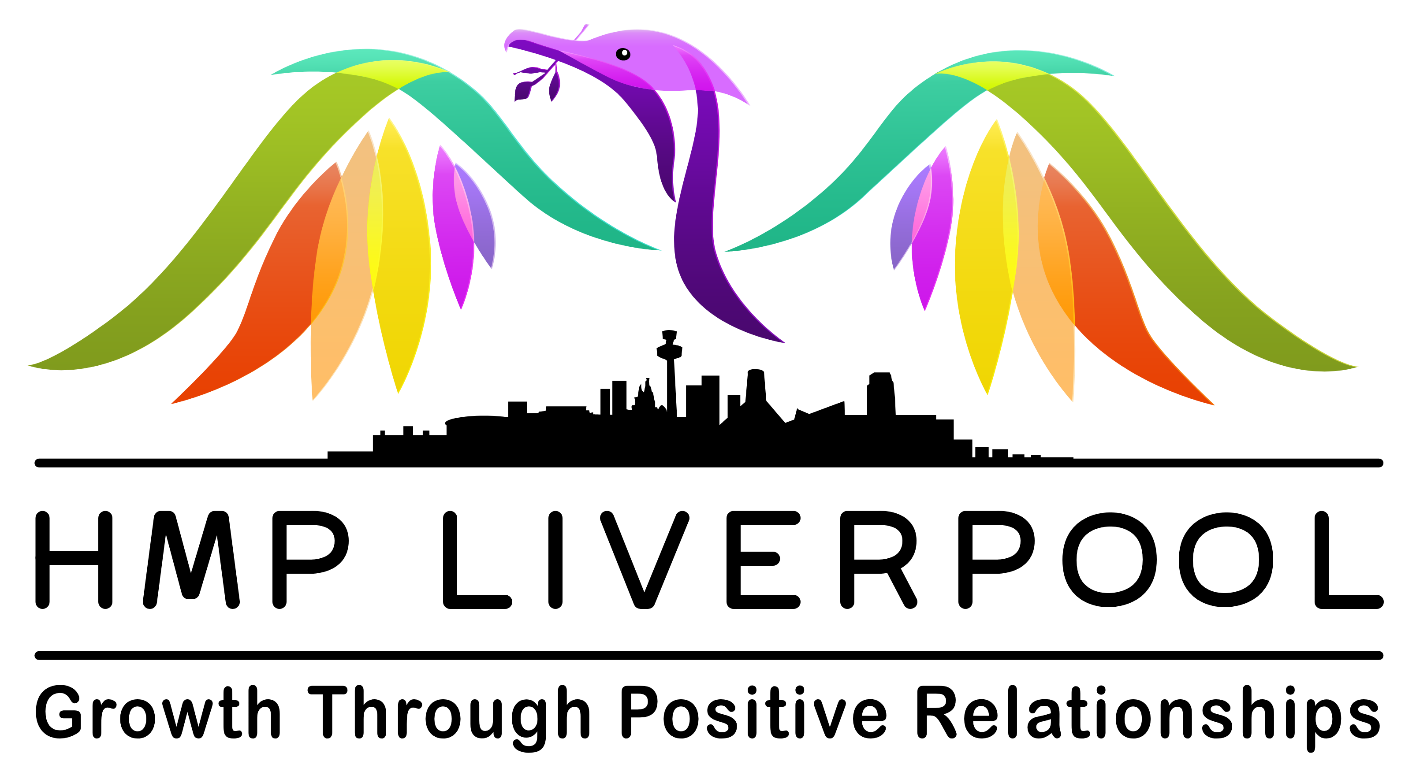 HMP LIVERPOOL
Growth Through Positive Relationships